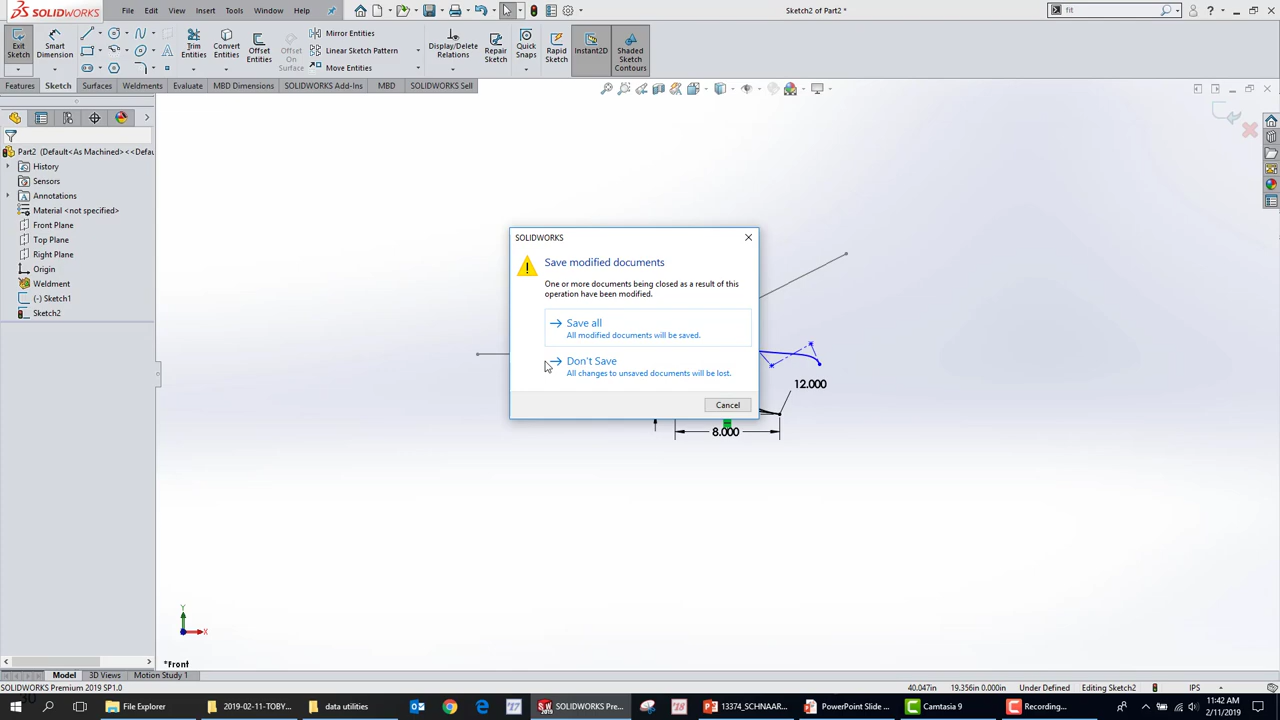 SOLIDWORKS
File Edit View Insert Tools Window Help
Sketch2 of Part2 *
fit
Exit Sketch
Smart Dimension
Trim Entities
Convert Entities
Offset Entities
Offset On Surface
Mirror Entities
Linear Sketch Pattern
Move Entities
Display/Delete Relations
Repair Sketch
Quick Snaps
Rapid Sketch
Instant2D
Shaded Sketch Contours
Features Sketch Surfaces Weldments Evaluate MBD Dimensions SOLIDWORKS Add-Ins MBD SOLIDWORKS Sell
Part2 (Default<As Machined><<Defau
History
Sensors
Annotations
Material <not specified>
Front Plane
Top Plane
Right Plane
Origin
Weldment
(-) Sketch1
Sketch2
SOLIDWORKS
Save modified documents
One or more documents being closed as a result of this
operation have been modified.
Save all
All modified documents will be saved.
Don't Save
All changes to unsaved documents will be lost.
Cancel
12.000
8.000
Y
X
*Front
Model 3D Views Motion Study 1
SOLIDWORKS Premium 2019 SP1.0
40.047in 19.356in 0.000in Under Defined Editing Sketch2 IPS
File Explorer 2019-02-11-TOBY... data utilities SOLIDWORKS Pre... 13374_SCHNAAR... PowerPoint Slide ... Camtasia 9 Recording...
11:42 AM
2/11/2019